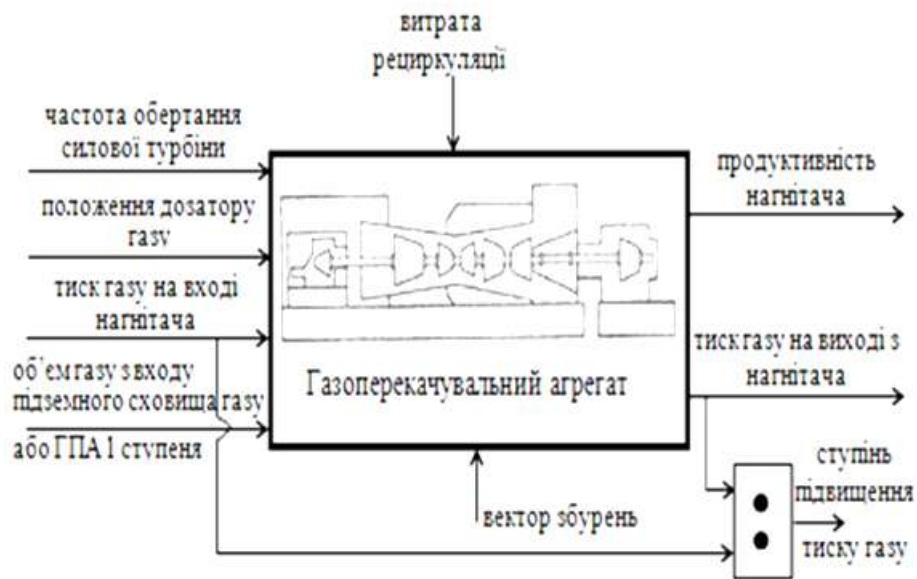 витрата
рециркуляції
частота обертання
силової турбіни
положення дозатору
газу
тиск газу на вході
нагнітача
об’єм газу з входу
підземного сховища газу
або ГПА 1 ступеня
Газоперекачувальний агрегат
вектор збурень
продуктивність
нагнітача
тиск газу на виході з
нагнітача
ступінь
підвищення
тиску газу